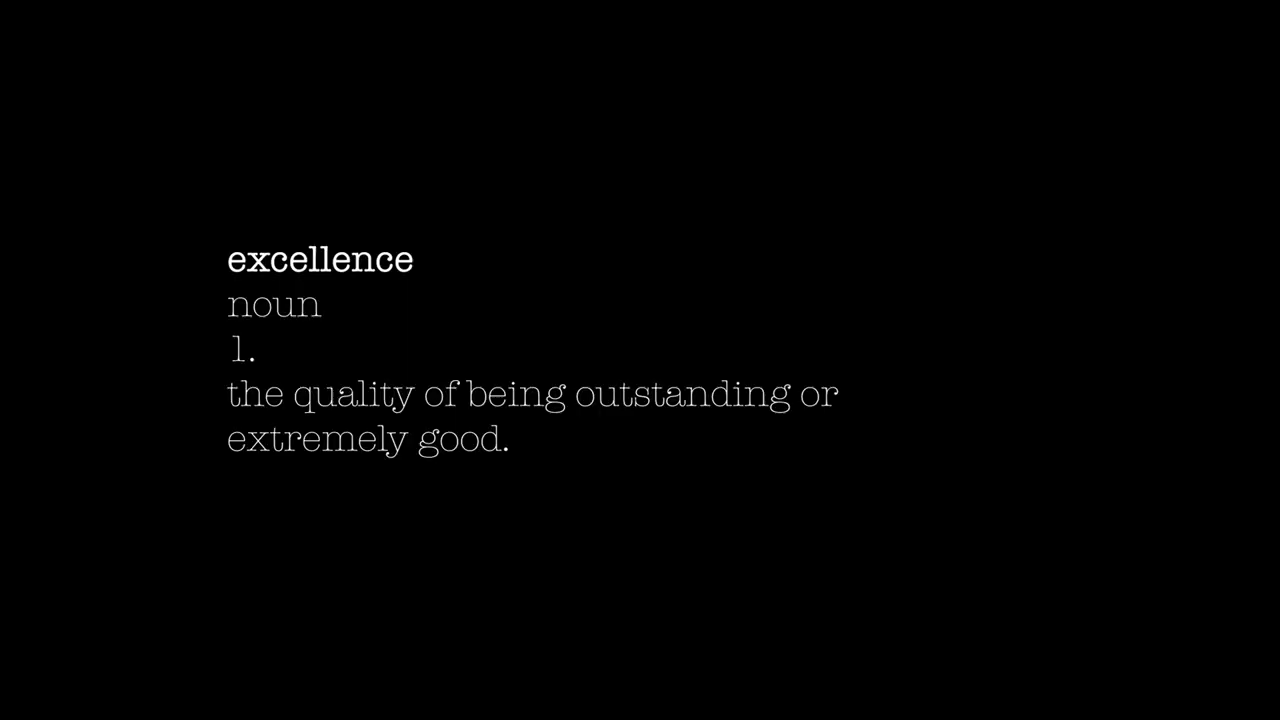 excellence
noun
1.
the quality of being outstanding or
extremely good.